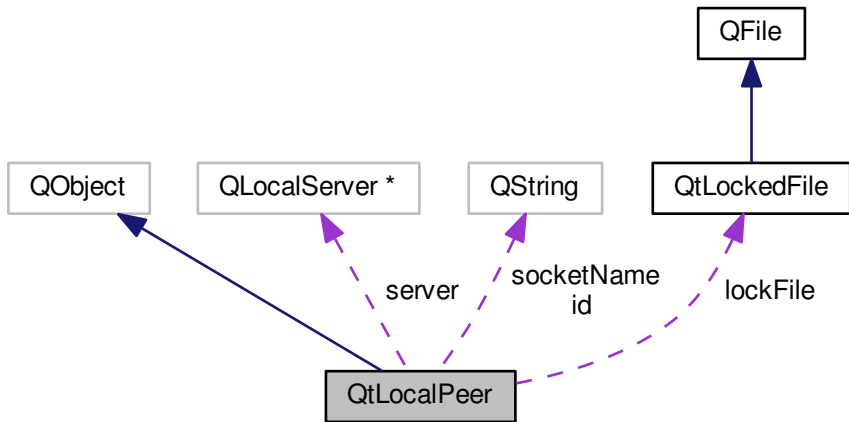 QFile
QObject
QLocalServer *
QString
QtLockedFile
server
socketName
id
lockFile
QtLocalPeer